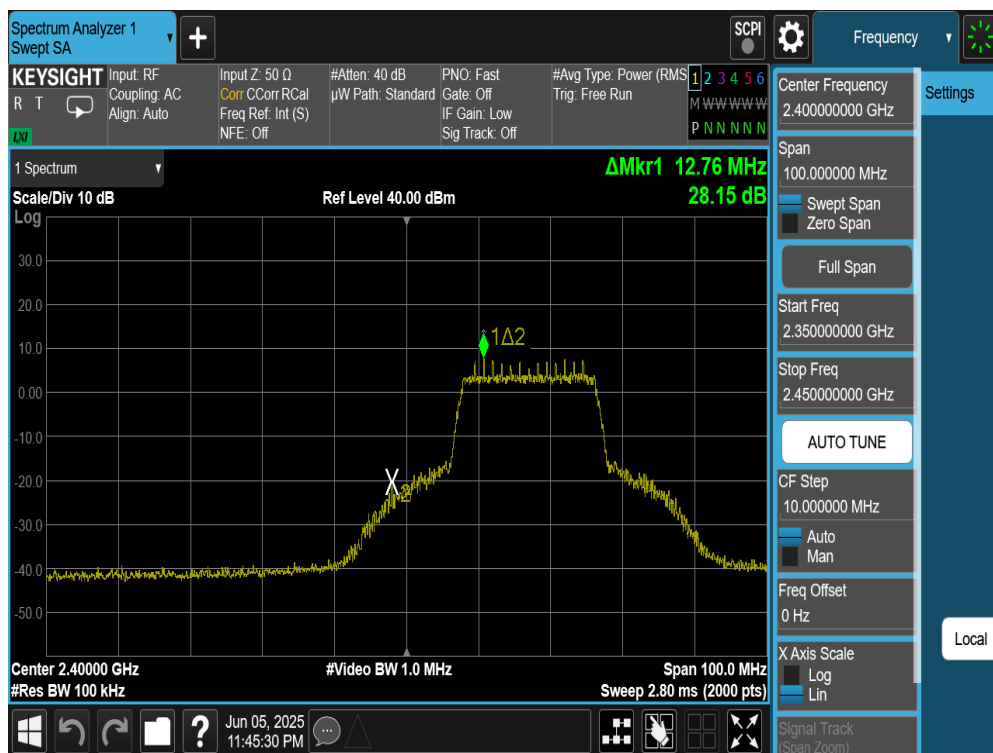 Spectrum Analyzer 1
Swept SA
+
SCPI
Frequency
KEYSIGHT
R T
LXI
Input: RF
Coupling: AC
Align: Auto
Input Z: 50 Ω
Corr CCorr RCal
Freq Ref: Int (S)
NFE: Off
#Atten: 40 dB
µW Path: Standard
PNO: Fast
Gate: Off
IF Gain: Low
Sig Track: Off
#Avg Type: Power (RMS
Trig: Free Run
1 2 3 4 5 6
M W W W W W
P N N N N N
1 Spectrum
ΔMkr1 12.76 MHz
28.15 dB
Scale/Div 10 dB
Ref Level 40.00 dBm
Log
30.0
20.0
10.0
0.00
-10.0
-20.0
-30.0
-40.0
-50.0
1Δ2
X
2
Center 2.40000 GHz
#Video BW 1.0 MHz
Span 100.0 MHz
#Res BW 100 kHz
Sweep 2.80 ms (2000 pts)
?
Jun 05, 2025
11:45:30 PM
Center Frequency
2.400000000 GHz
Span
100.000000 MHz
Swept Span
Zero Span
Full Span
Start Freq
2.350000000 GHz
Stop Freq
2.450000000 GHz
AUTO TUNE
CF Step
10.000000 MHz
Auto
Man
Freq Offset
0 Hz
X Axis Scale
Log
Lin
Signal Track
(Span Zoom)
Settings
Local